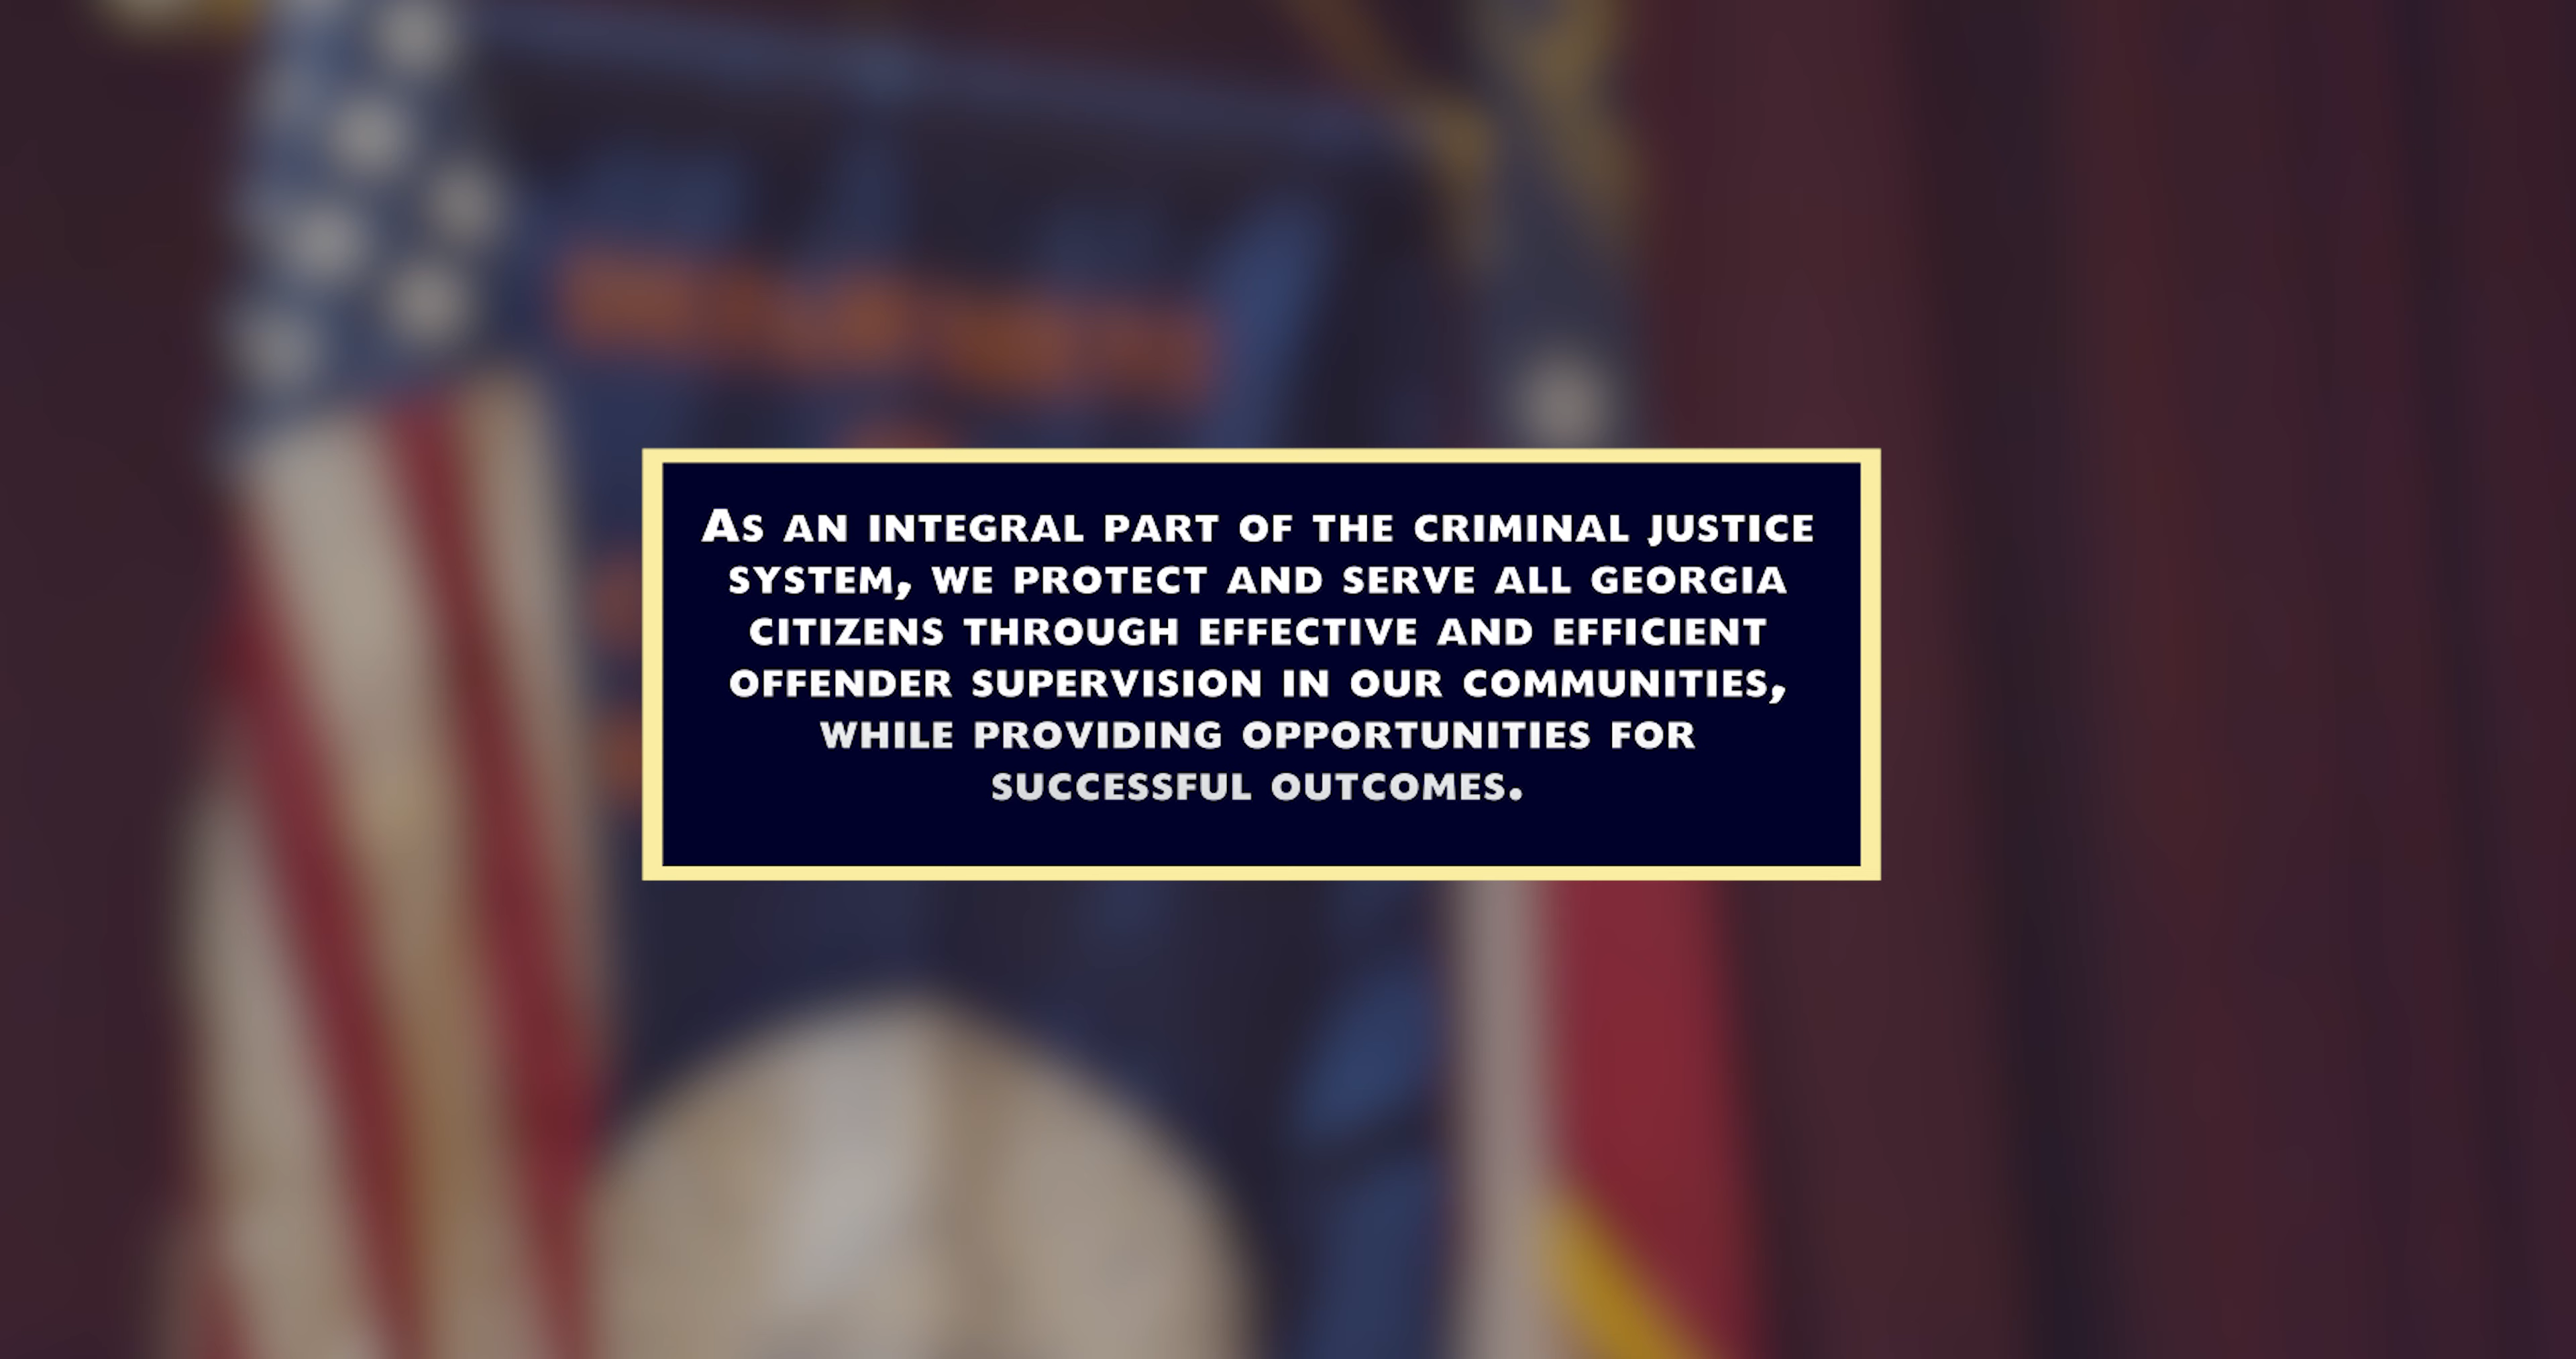 As an integral part of the criminal justice
system, we protect and serve all Georgia
citizens through effective and efficient
offender supervision in our communities,
while providing opportunities for
successful outcomes.